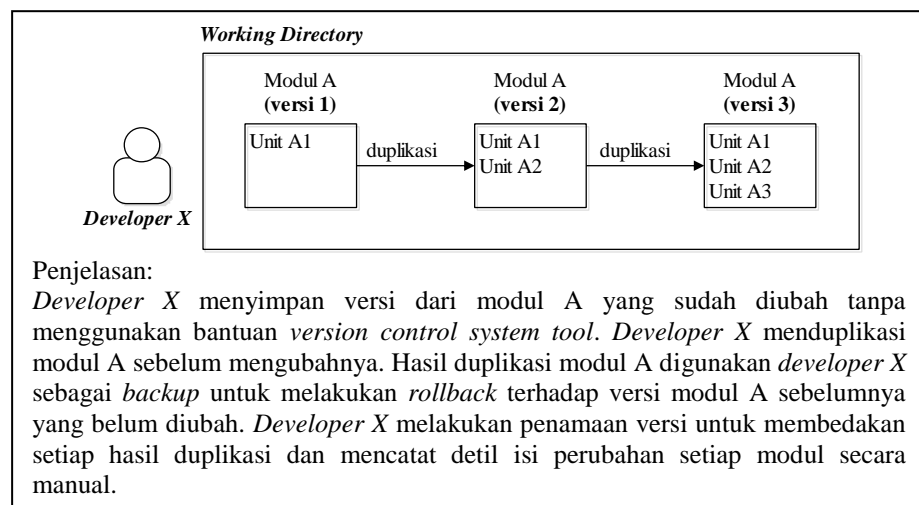 Working Directory
Modul A
(versi 1)
Modul A
(versi 2)
Modul A
(versi 3)
Unit A1
duplikasi
Unit A1
Unit A2
duplikasi
Unit A1
Unit A2
Unit A3
Developer X
Penjelasan:
Developer X menyimpan versi dari modul A yang sudah diubah tanpa
menggunakan bantuan version control system tool. Developer X menduplikasi
modul A sebelum mengubahnya. Hasil duplikasi modul A digunakan developer X
sebagai backup untuk melakukan rollback terhadap versi modul A sebelumnya
yang belum diubah. Developer X melakukan penamaan versi untuk membedakan
setiap hasil duplikasi dan mencatat detil isi perubahan setiap modul secara
manual.